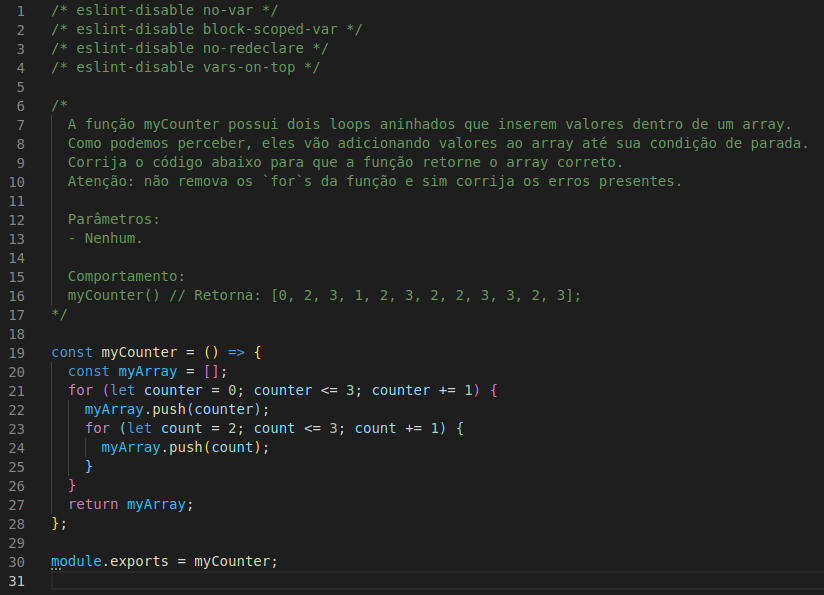 1 /* eslint-disable no-var */
2 /* eslint-disable block-scoped-var */
3 /* eslint-disable no-redeclare */
4 /* eslint-disable vars-on-top */
5
6 /*
7   A função myCounter possui dois loops aninhados que inserem valores dentro de um array.
8   Como podemos perceber, eles vão adicionando valores ao array até sua condição de parada.
9   Corrija o código abaixo para que a função retorne o array correto.
10   Atenção: não remova os `for`s da função e sim corrija os erros presentes.
11
12   Parâmetros:
13   - Nenhum.
14
15   Comportamento:
16   myCounter() // Retorna: [0, 2, 3, 1, 2, 3, 2, 2, 3, 3, 2, 3];
17 */
18
19 const myCounter = () => {
20   const myArray = [];
21   for (let counter = 0; counter <= 3; counter += 1) {
22     myArray.push(counter);
23     for (let count = 2; count <= 3; count += 1) {
24       myArray.push(count);
25     }
26   }
27   return myArray;
28 };
29
30 module.exports = myCounter;
31